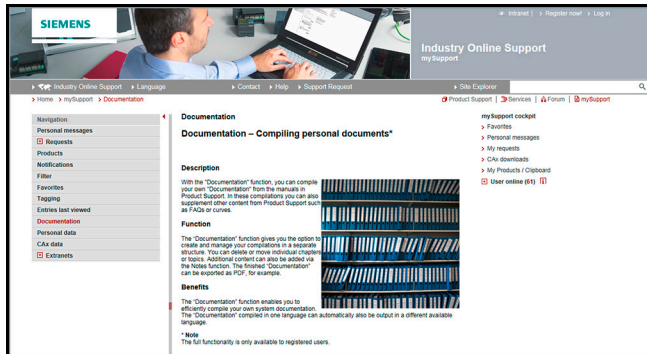 SIEMENS
Intranet | Register now! Log in
Industry Online Support
mySupport
Industry Online Support Language Contact Help Support Request Site Explorer
Home mySupport Documentation Product Support Services Forum mySupport
Navigation
Personal messages
Requests
Products
Notifications
Filter
Favorites
Tagging
Entries last viewed
Documentation
Personal data
CAx data
Extranets
Documentation
Documentation – Compiling personal documents*
Description
With the "Documentation" function, you can compile
your own "Documentation" from the manuals in
Product Support. In these compilations you can also
supplement other content from Product Support such
as FAQs or curves.
Function
The "Documentation" function gives you the option to
create and manage your compilations in a separate
structure. You can delete or move individual chapters
or topics. Additional content can also be added via
the Notes function. The finished "Documentation"
can be exported as PDF, for example.
Benefits
The "Documentation" function enables you to
efficiently compile your own system documentation.
The "Documentation" compiled in one language can automatically also be output in a different available
language.
* Note
The full functionality is only available to registered users.
mySupport cockpit
Favorites
Personal messages
My requests
CAx downloads
My Products / Clipboard
User online (61)